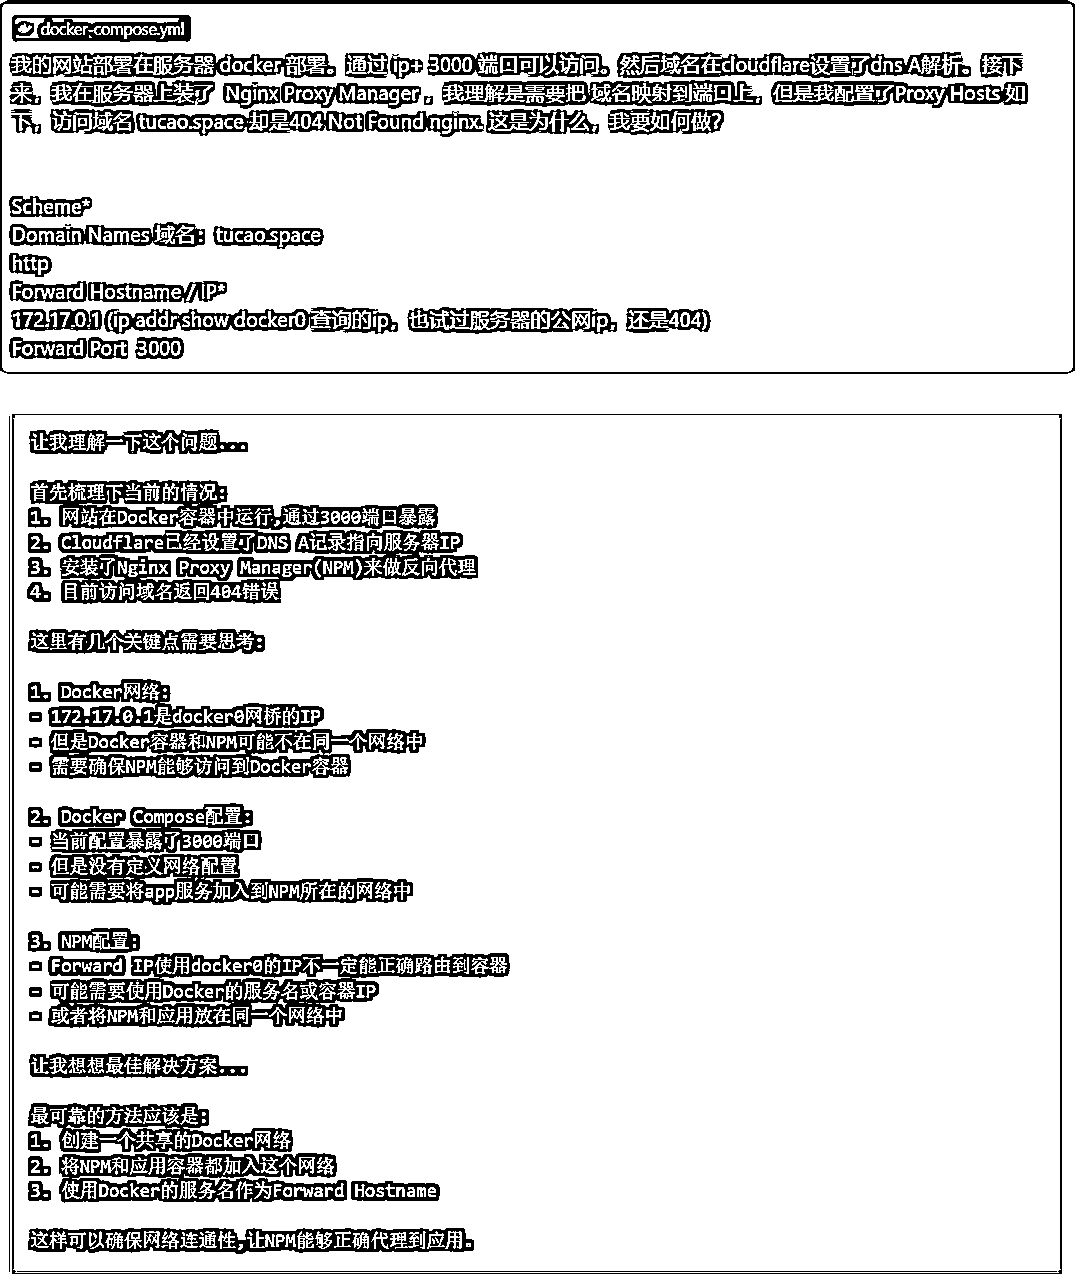 docker-compose.yml
我的网站部署在服务器 docker 部署。通过 ip+ 3000 端口可以访问。然后域名在cloudflare设置了dns A解析。接下
来，我在服务器上装了 Nginx Proxy Manager ，我理解是需要把 域名映射到端口上，但是我配置了Proxy Hosts 如
下，访问域名 tucao.space 却是404 Not Found nginx. 这是为什么，我要如何做？
Scheme*
Domain Names 域名：tucao.space
http
Forward Hostname / IP*
172.17.0.1 (ip addr show docker0 查询的ip，也试过服务器的公网ip，还是404)
Forward Port 3000
让我理解一下这个问题...
首先梳理下当前的情况:
1. 网站在Docker容器中运行,通过3000端口暴露
2. Cloudflare已经设置了DNS A记录指向服务器IP
3. 安装了Nginx Proxy Manager(NPM)来做反向代理
4. 目前访问域名返回404错误
这里有几个关键点需要思考:
1. Docker网络:
- 172.17.0.1是docker0网桥的IP
- 但是Docker容器和NPM可能不在同一个网络中
- 需要确保NPM能够访问到Docker容器
2. Docker Compose配置:
- 当前配置暴露了3000端口
- 但是没有定义网络配置
- 可能需要将app服务加入到NPM所在的网络中
3. NPM配置:
- Forward IP使用docker0的IP不一定能正确路由到容器
- 可能需要使用Docker的服务名或容器IP
- 或者将NPM和应用放在同一个网络中
让我想想最佳解决方案...
最可靠的方法应该是:
1. 创建一个共享的Docker网络
2. 将NPM和应用容器都加入这个网络
3. 使用Docker的服务名作为Forward Hostname
这样可以确保网络连通性,让NPM能够正确代理到应用.